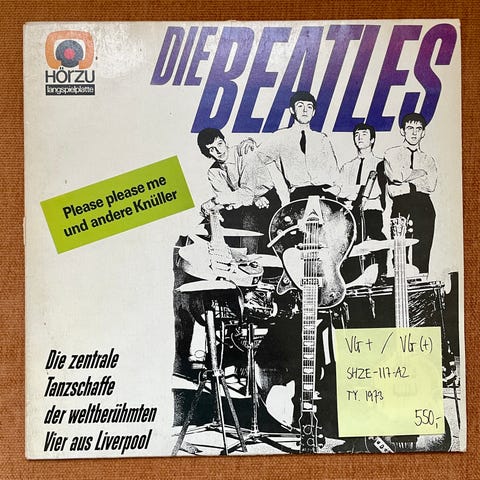 HÖRZU
langspielplatte
DIE BEATLES
Please please me
und andere Knüller
Die zentrale
Tanzschaffe
der weltberühmten
Vier aus Liverpool
VG+ / VG(+)
SHZE-117-A2
TY. 1973
550,-